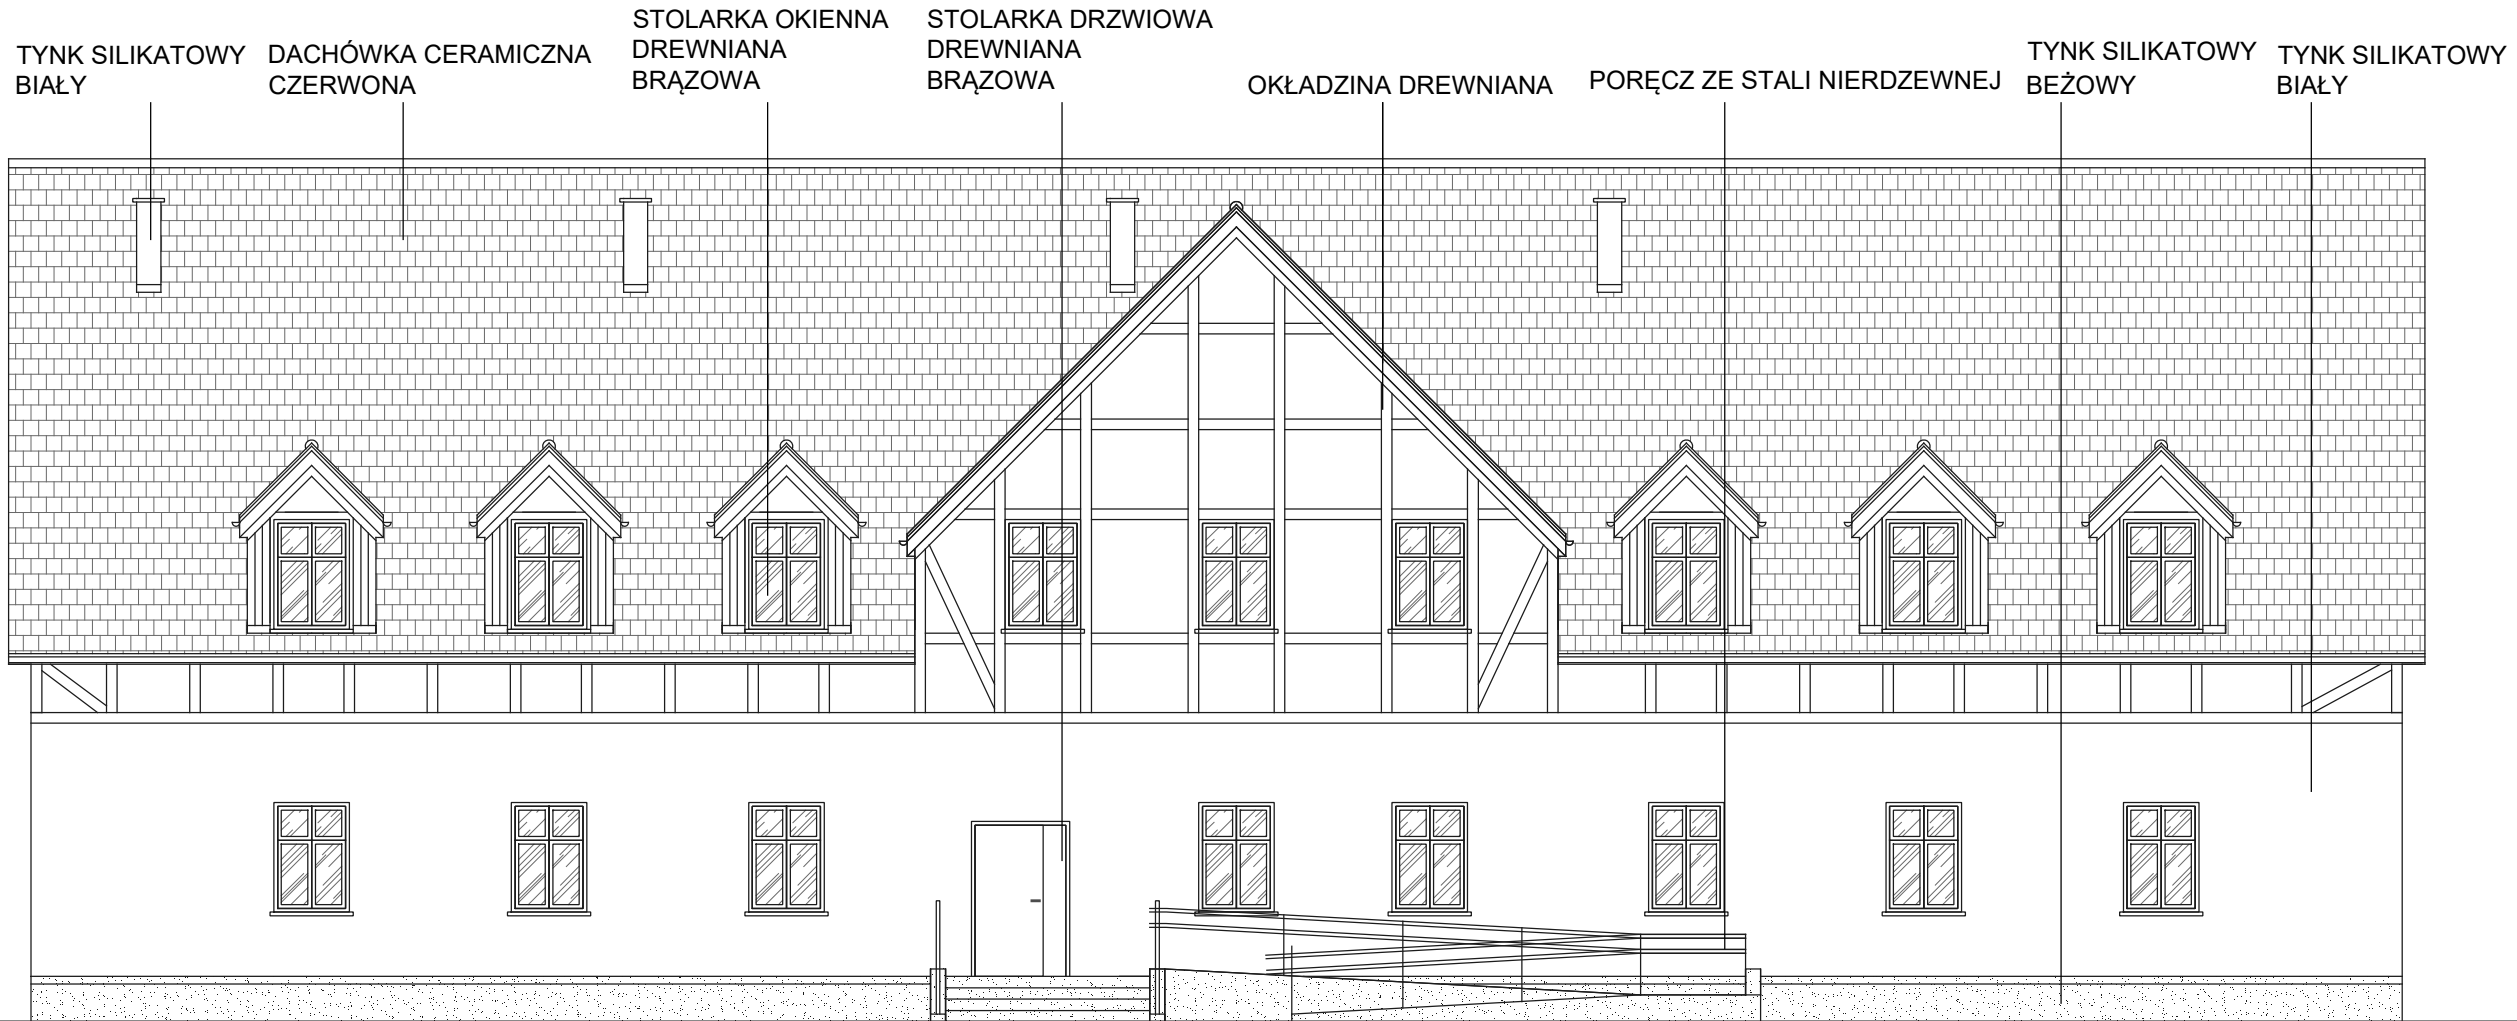 TYNK SILIKATOWY
BIAŁY
DACHÓWKA CERAMICZNA
CZERWONA
STOLARKA OKIENNA
DREWNIANA
BRĄZOWA
STOLARKA DRZWIOWA
DREWNIANA
BRĄZOWA
OKŁADZINA DREWNIANA
PORĘCZ ZE STALI NIERDZEWNEJ
TYNK SILIKATOWY
BEŻOWY
TYNK SILIKATOWY
BIAŁY